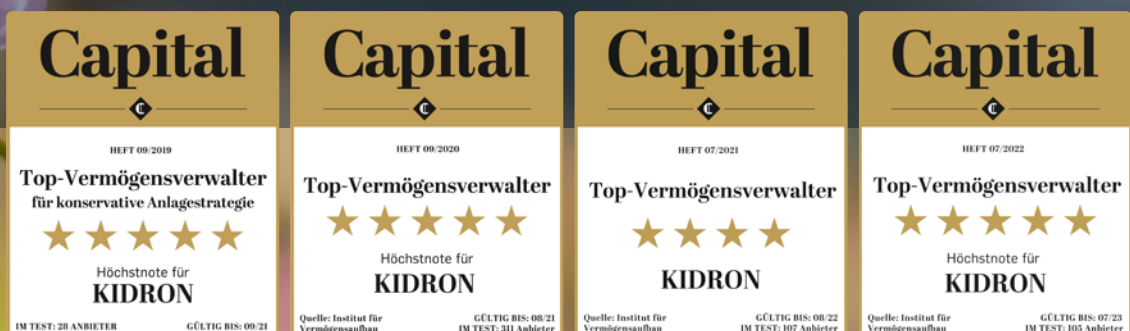 Capital
HEFT 09/2019
Top-Vermögensverwalter
für konservative Anlagestrategie
Höchstnote für
KIDRON
IM TEST: 28 ANBIETER
GÜLTIG BIS: 09/21
Capital
HEFT 09/2020
Top-Vermögensverwalter
Höchstnote für
KIDRON
Quelle: Institut für
Vermögensaufbau
GÜLTIG BIS: 08/21
IM TEST: 311 Anbieter
Capital
HEFT 07/2021
Top-Vermögensverwalter
KIDRON
Quelle: Institut für
Vermögensaufbau
GÜLTIG BIS: 08/22
IM TEST: 107 Anbieter
Capital
HEFT 07/2022
Top-Vermögensverwalter
Höchstnote für
KIDRON
Quelle: Institut für
Vermögensaufbau
GÜLTIG BIS: 07/23
IM TEST: 105 Anbieter